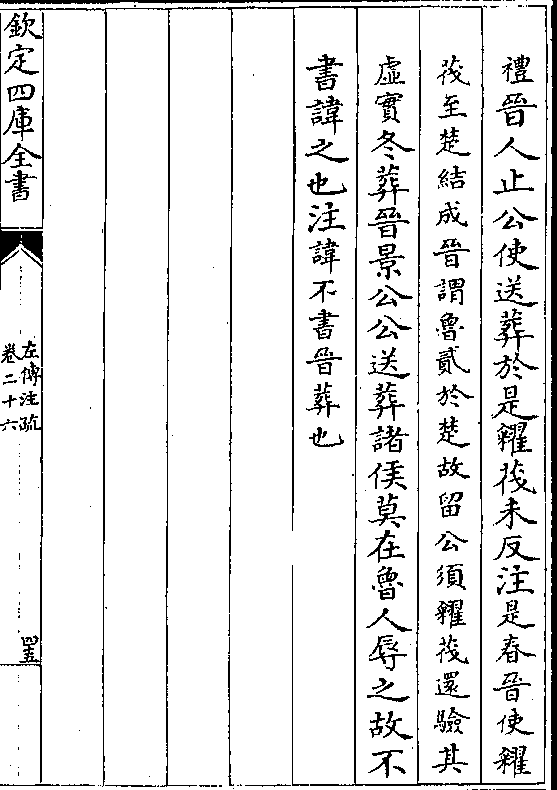 禮晉人止公使送葬於是糴茷未反注是春晉使糴
茷至楚結成晉謂魯貳於楚故留公須糴茷還驗其
虛實冬葬晉景公公送葬諸侯莫在魯人辱之故不
書諱之也注諱不書晉葬也
欽定四庫全書
左傳注疏
卷二十六
四五